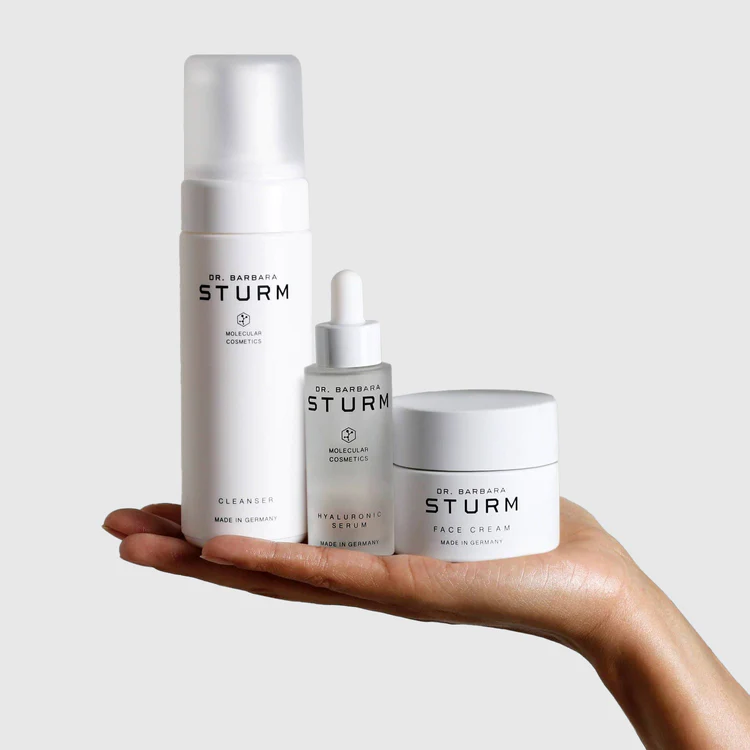 DR. BARBARA
STURM
MOLECULAR
COSMETICS
CLEANSER
MADE IN GERMANY
DR. BARBARA
STURM
MOLECULAR
COSMETICS
HYALURONIC
SERUM
MADE IN GERMANY
DR. BARBARA
STURM
FACE CREAM
MADE IN GERMANY